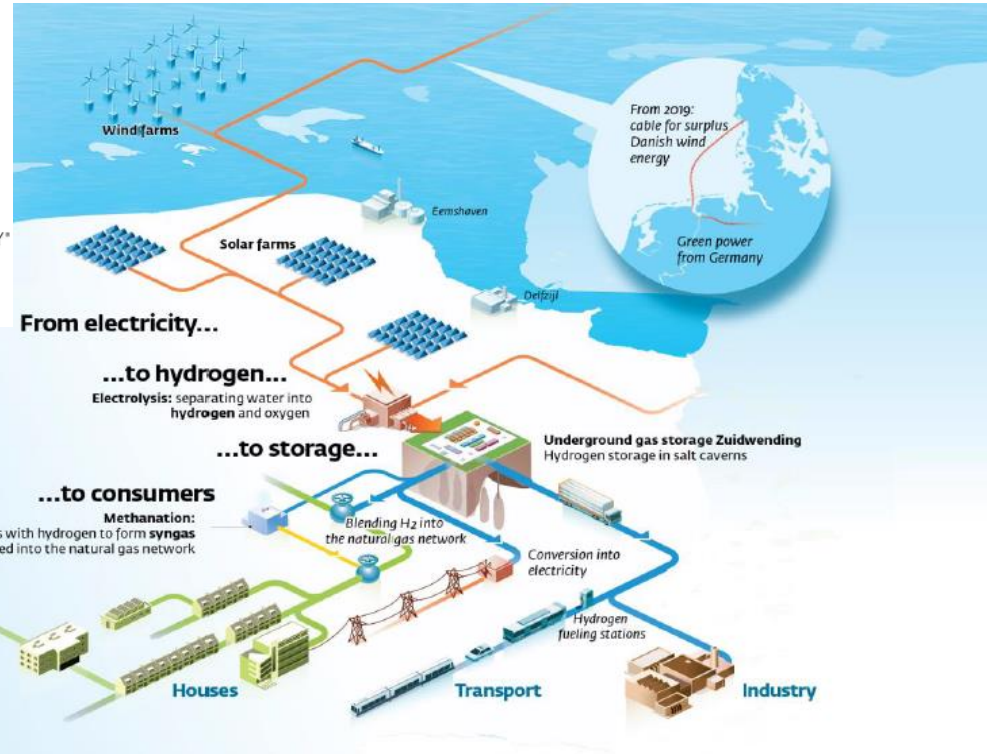 Wind farms
From 2019:
cable for surplus
Danish wind
energy
Green power
from Germany
Eemshaven
Solar farms
Delfzijl
From electricity...
...to hydrogen...
Electrolysis: separating water into
hydrogen and oxygen
...to storage...
Underground gas storage Zuidwending
Hydrogen storage in salt caverns
...to consumers
Methanation:
with hydrogen to form syngas
into the natural gas network
Blending H2 into
the natural gas network
Conversion into
electricity
Hydrogen
fueling stations
Houses
Transport
Industry